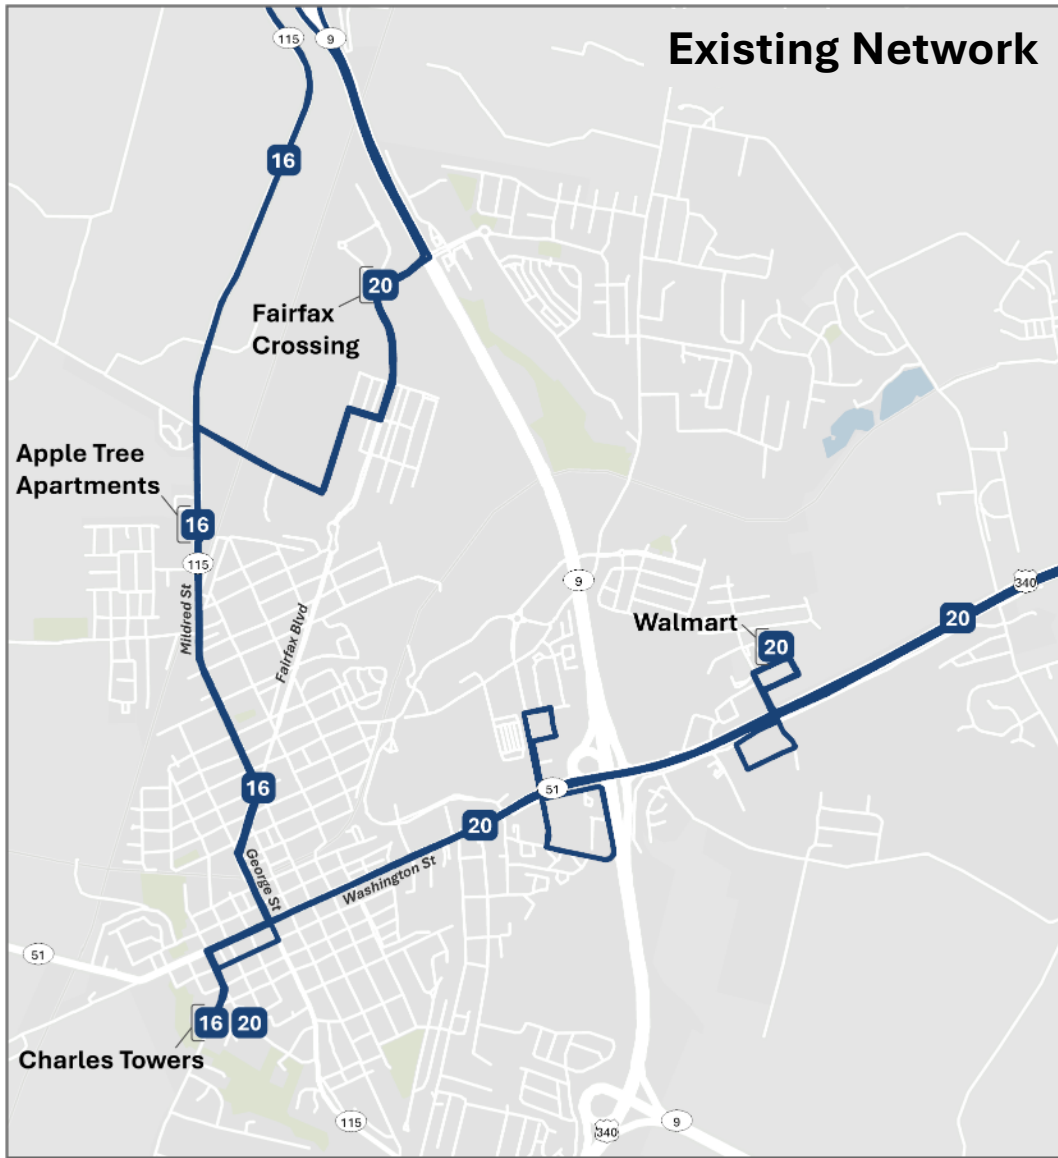 Existing Network
115
9
16
20
Fairfax
Crossing
Apple Tree
Apartments
16
115
Mildred St
Fairfax Blvd
9
340
20
Walmart
20
16
51
20
George St
Washington St
51
16
20
Charles Towers
115
340
9